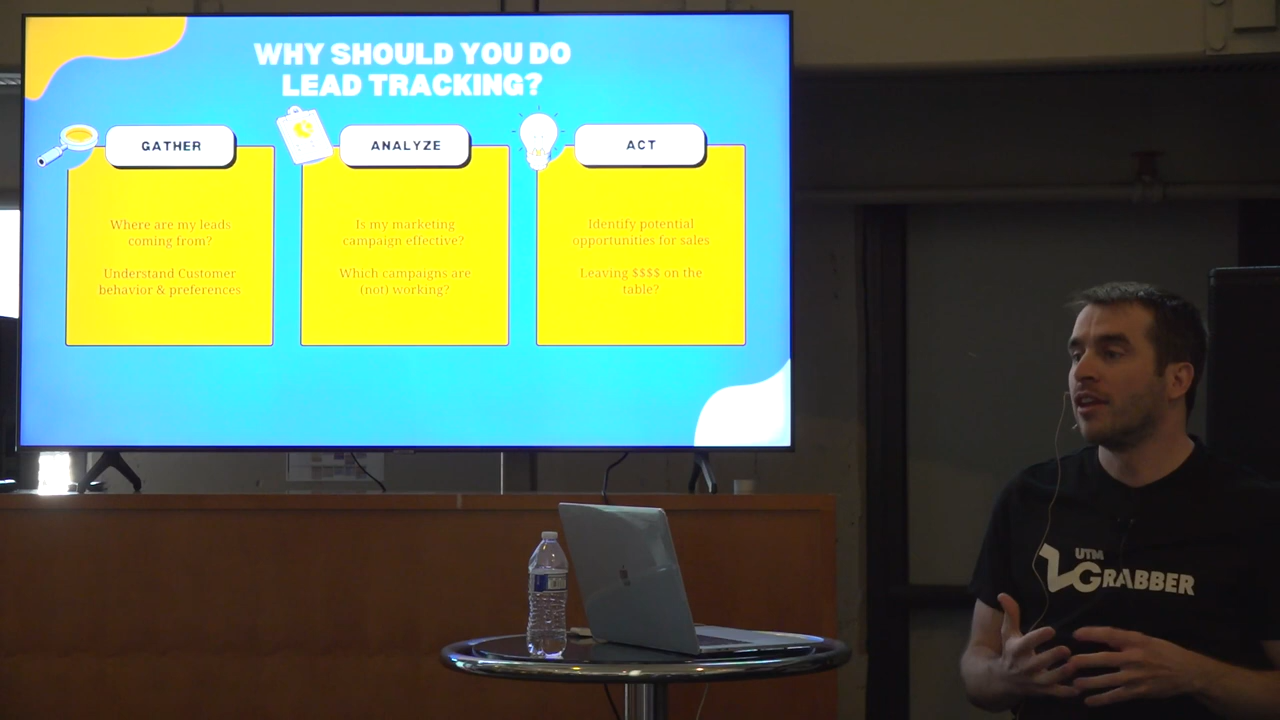 WHY SHOULD YOU DO
LEAD TRACKING?
GATHER
Where are my leads
coming from?
Understand Customer
behavior & preferences
ANALYZE
Is my marketing
campaign effective?
Which campaigns are
(not) working?
ACT
Identify potential
opportunities for sales
Leaving $$$$ on the
table?
UTM
GRABBER